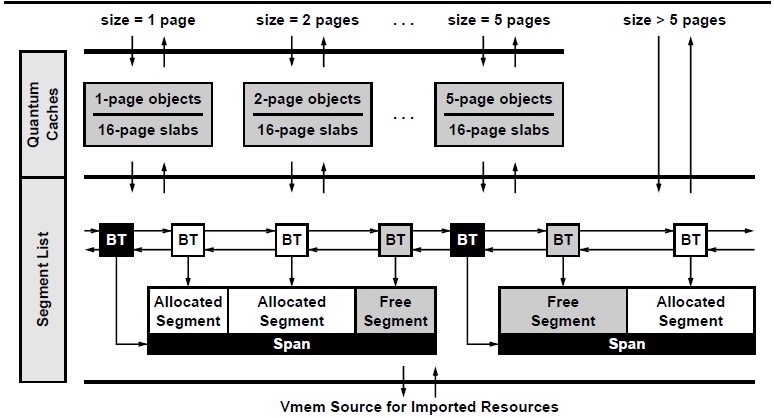 size = 1 page size = 2 pages . . . size = 5 pages size > 5 pages
Quantum
Caches
1-page objects 2-page objects 5-page objects
. . .
16-page slabs 16-page slabs 16-page slabs
Segment List
BT BT BT BT BT BT BT
Allocated Allocated Free Free Allocated
Segment Segment Segment Segment Segment
Span Span
Vmem Source for Imported Resources